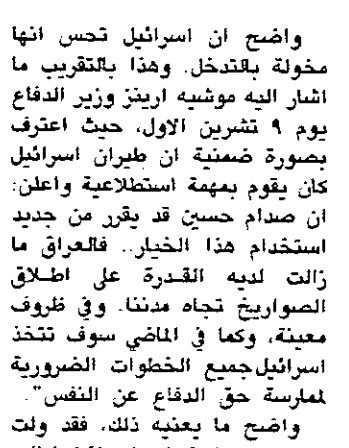 واضح ان اسرائيل تحس انها
مخولة بالتدخل. وهذا بالتقريب ما
اشار اليه موشيه ارينز وزير الدفاع
يوم ٩ تشرين الاول، حيث اعترف
بصورة ضمنية ان طيران اسرائيل
كان يقوم بمهمة استطلاعية واعلن:
ان صدام حسين قد يقرر من جديد
استخدام هذا الخيار.. فالعراق ما
زالت لديه القدرة على اطلاق
الصواريخ تجاه مدننا. وفي ظروف
معينة، وكما في الماضي سوف تتخذ
اسرائيل جميع الخطوات الضرورية
لممارسة حق الدفاع عن النفس".
واضح ما يعنيه ذلك، فقد ولت